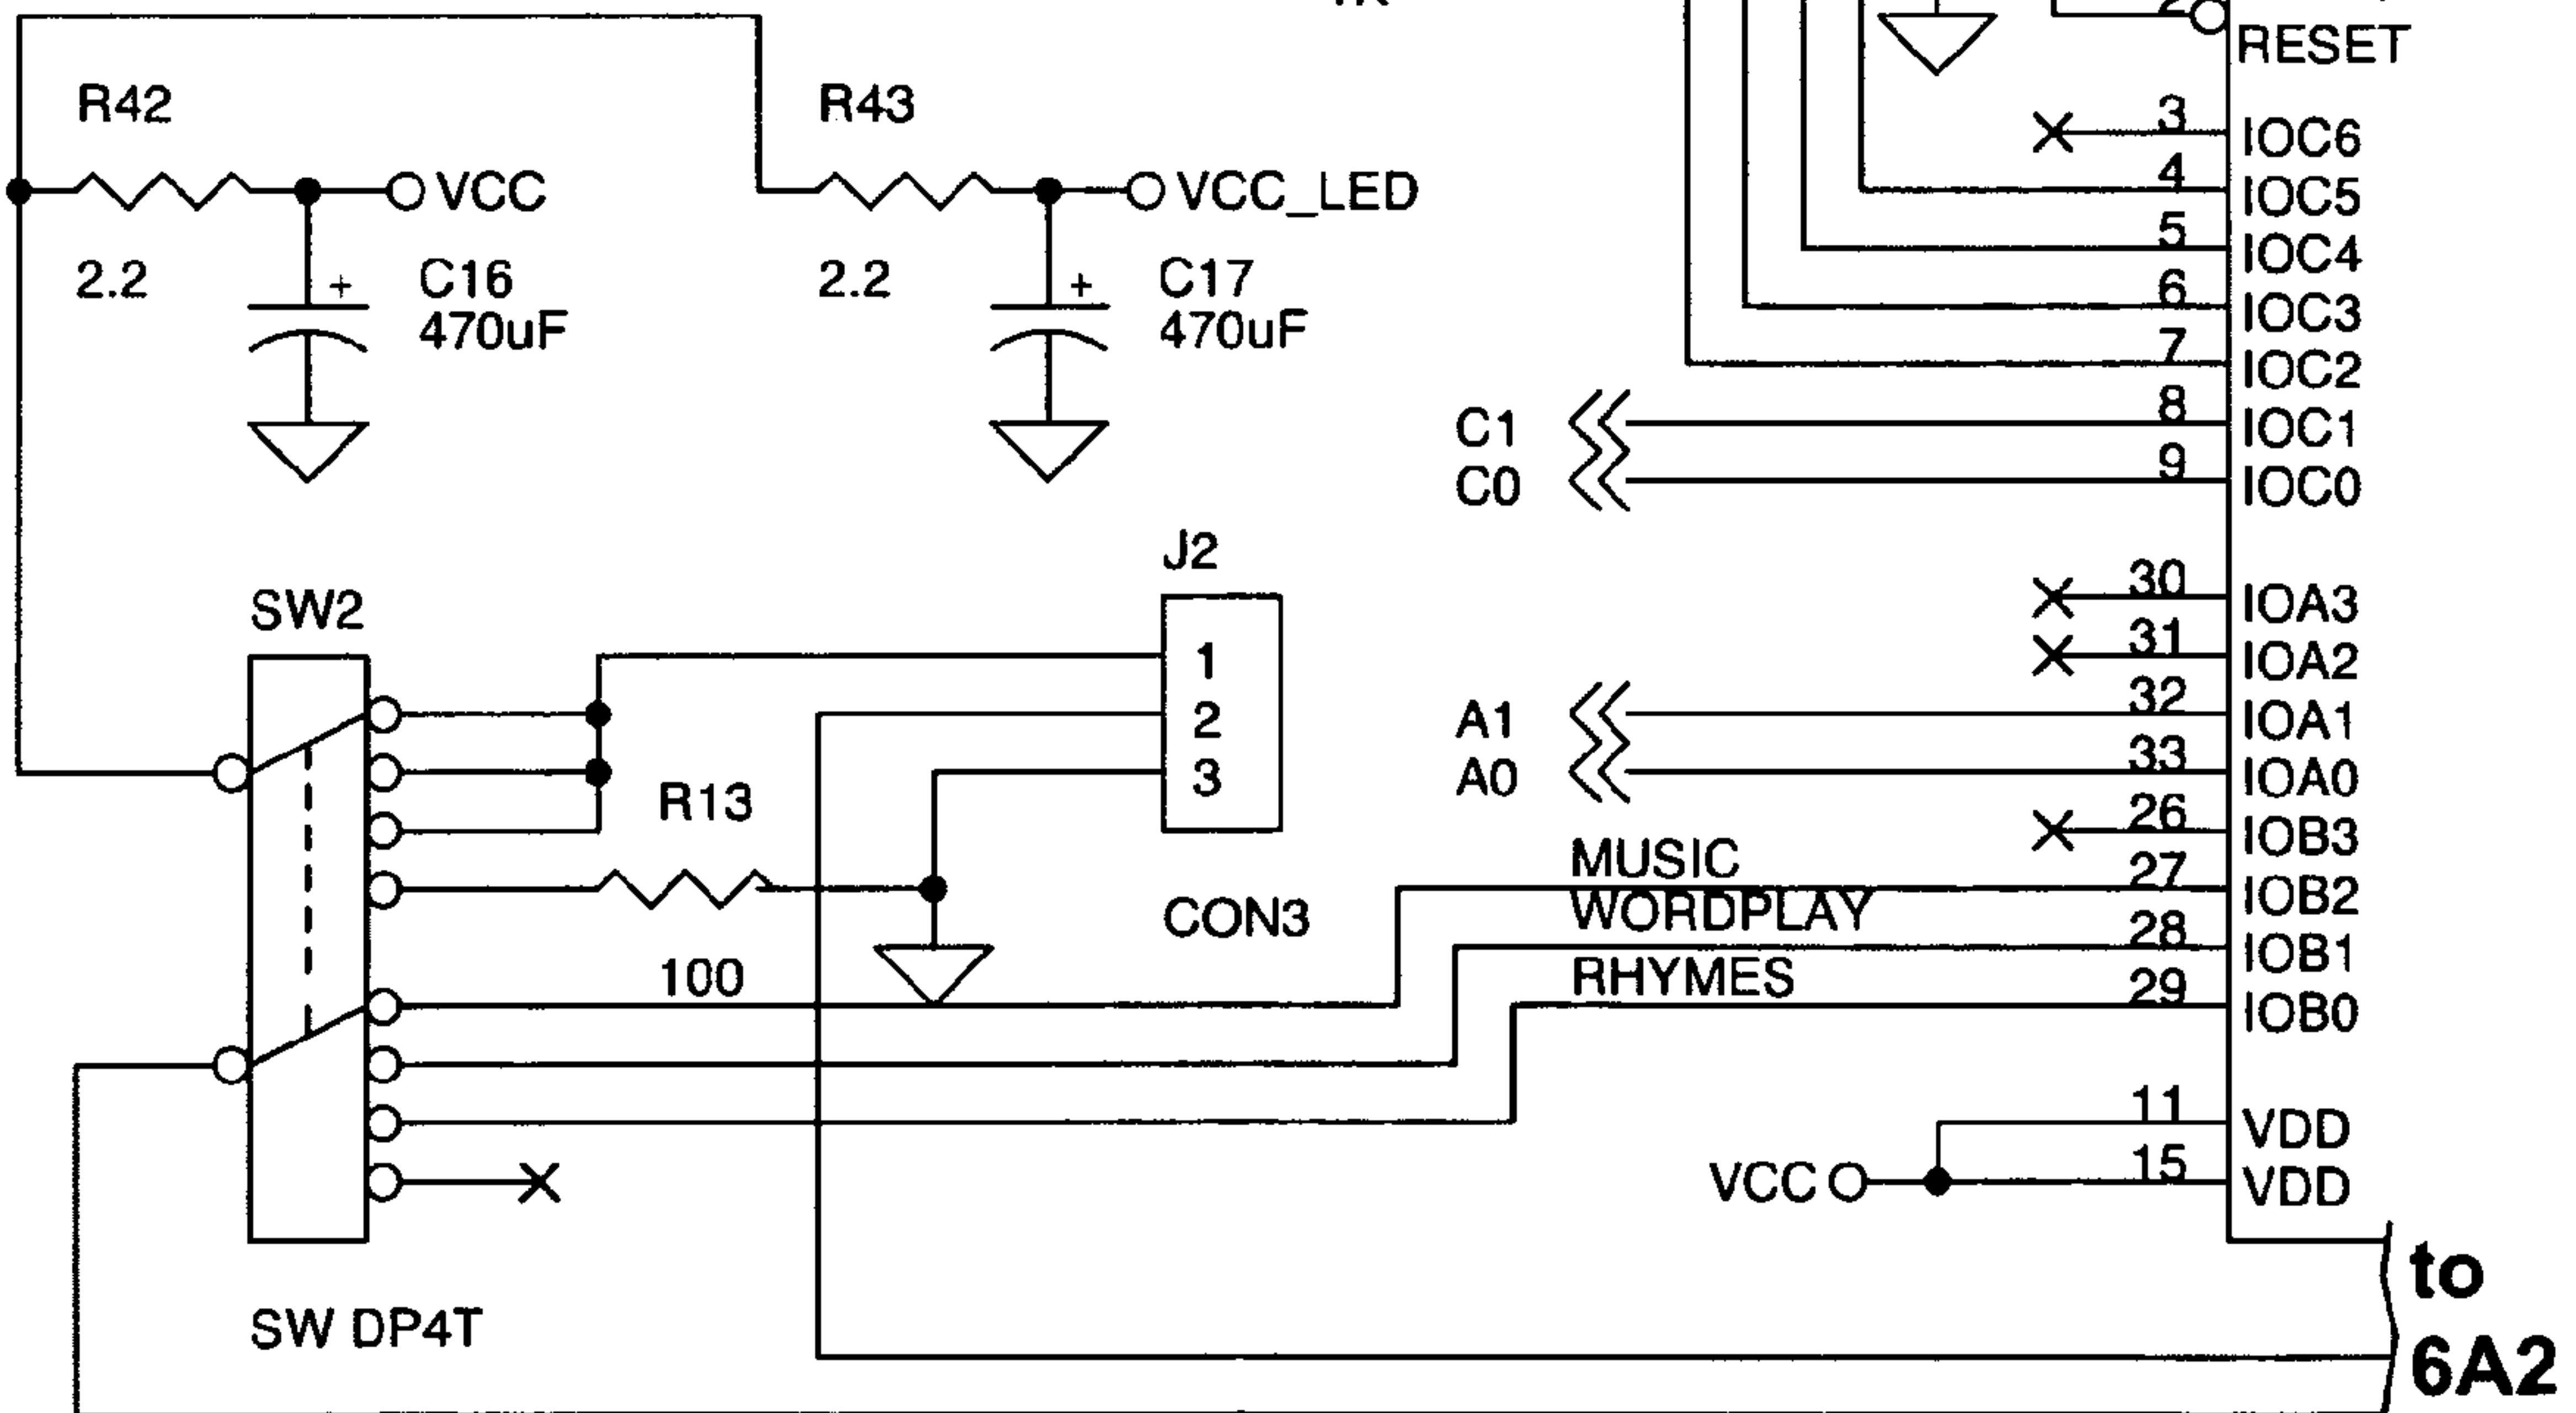 2
RESET
R42
R43
3
IOC6
VCC
VCC_LED
4
IOC5
5
IOC4
2.2
+
C16
470uF
2.2
+
C17
470uF
6
IOC3
7
IOC2
C1
8
IOC1
C0
9
IOC0
J2
SW2
30
IOA3
1
31
IOA2
2
A1
32
IOA1
3
A0
33
IOA0
R13
26
IOB3
MUSIC
27
IOB2
CON3
WORDPLAY
28
IOB1
100
RHYMES
29
IOB0
11
VDD
VCC
15
VDD
SW DP4T
to
6A2